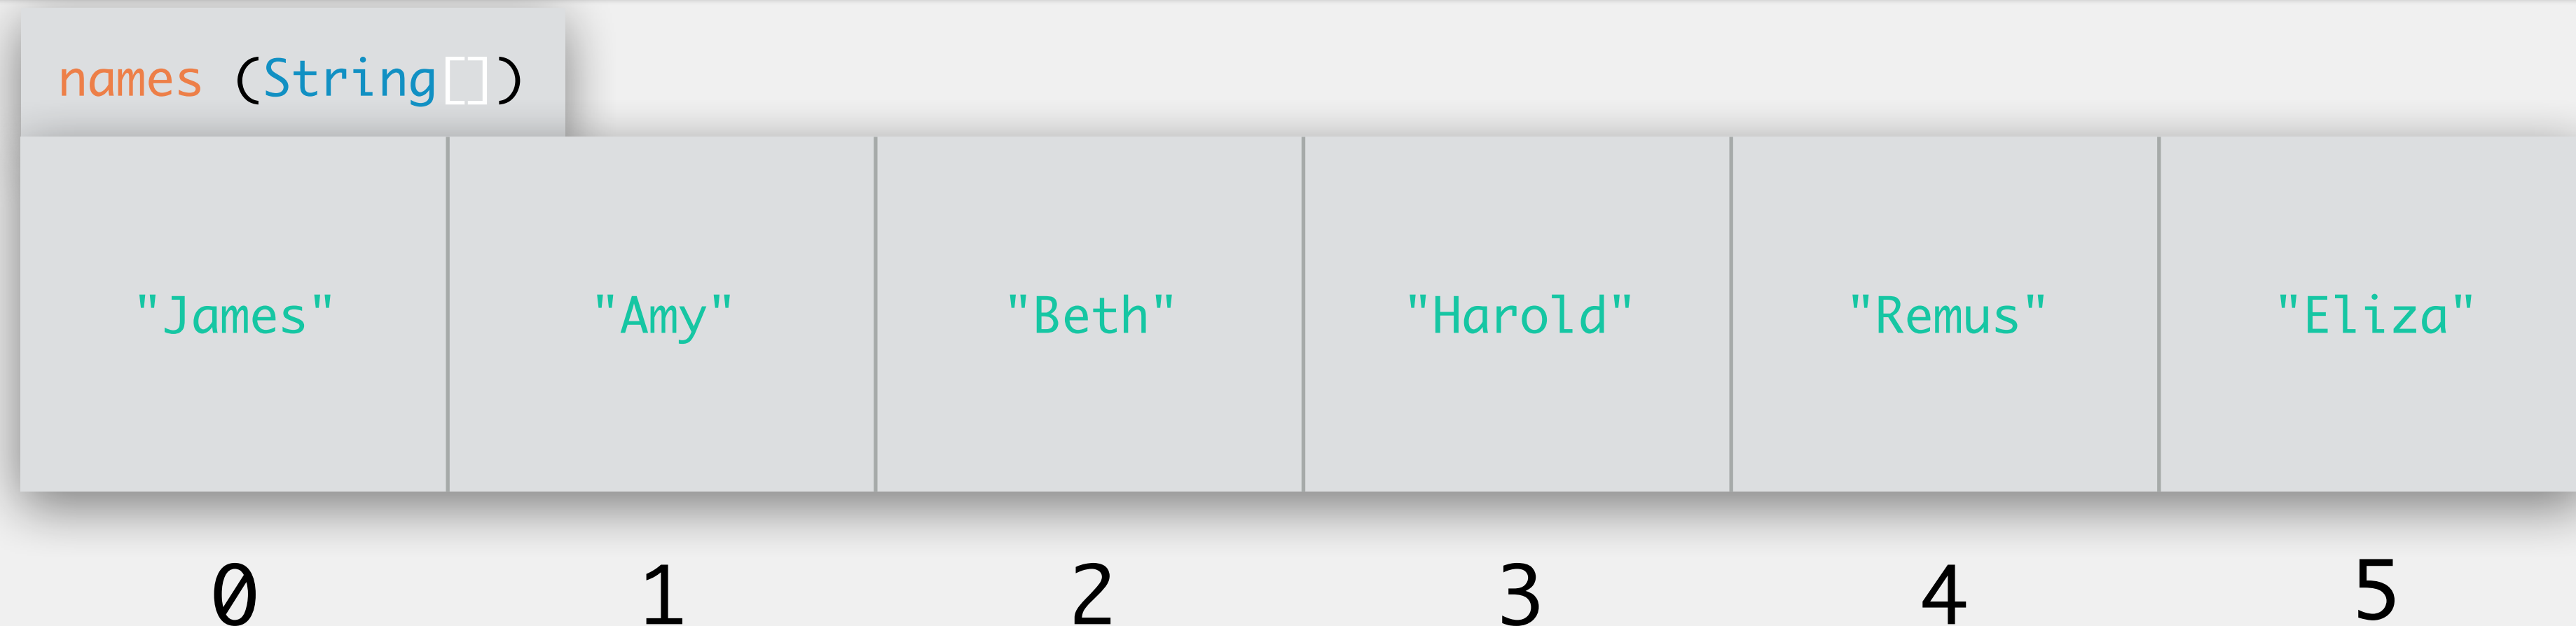 names (String[])
"James" "Amy" "Beth" "Harold" "Remus" "Eliza"
0 1 2 3 4 5